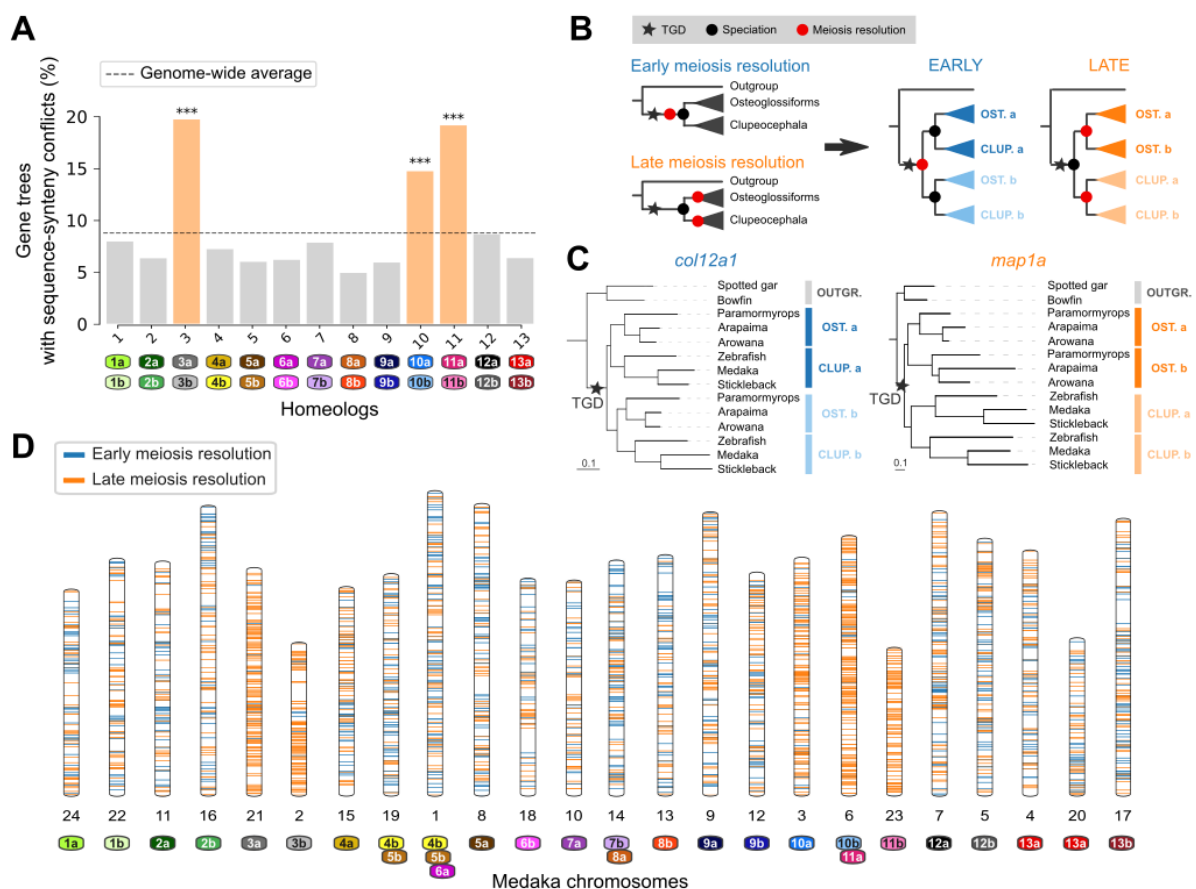 A
Genome-wide average
Gene trees
with sequence-synteny conflicts (%)
20
15
10
5
0
*** *** ***
1 2 3 4 5 6 7 8 9 10 11 12 13
1a 2a 3a 4a 5a 6a 7a 8a 9a 10a 11a 12a 13a
1b 2b 3b 4b 5b 6b 7b 8b 9b 10b 11b 12b 13b
Homeologs
B
TGD Speciation Meiosis resolution
Early meiosis resolution
Outgroup
Osteoglossiforms
Clupeocephala
Late meiosis resolution
Outgroup
Osteoglossiforms
Clupeocephala
EARLY
OST. a
CLUP. a
OST. b
CLUP. b
LATE
OST. a
OST. b
CLUP. a
CLUP. b
C
col12a1
Spotted gar
Bowfin
Paramormyrops
Arapaima
Arowana
Zebrafish
Medaka
Stickleback
Paramormyrops
Arapaima
Arowana
Zebrafish
Medaka
Stickleback
TGD
0.1
OST. a
CLUP. a
OST. b
CLUP. b
map1a
Spotted gar
Bowfin
Paramormyrops
Arapaima
Arowana
Paramormyrops
Arapaima
Arowana
Zebrafish
Medaka
Stickleback
Zebrafish
Medaka
Stickleback
TGD
0.1
OUTGR.
OST. a
OST. b
CLUP. a
CLUP. b
OUTGR.
D
Early meiosis resolution
Late meiosis resolution
24 22 11 16 21 2 15 19 1 8 18 10 14 13 9 12 3 6 23 7 5 4 20 17
1a 1b 2a 2b 3a 3b 4a 4b 4b 5a 6b 7a 7b 8b 9a 9b 10a 10b 11b 12a 12b 13a 13a 13b
5b 5b 8a 11a
6a
Medaka chromosomes